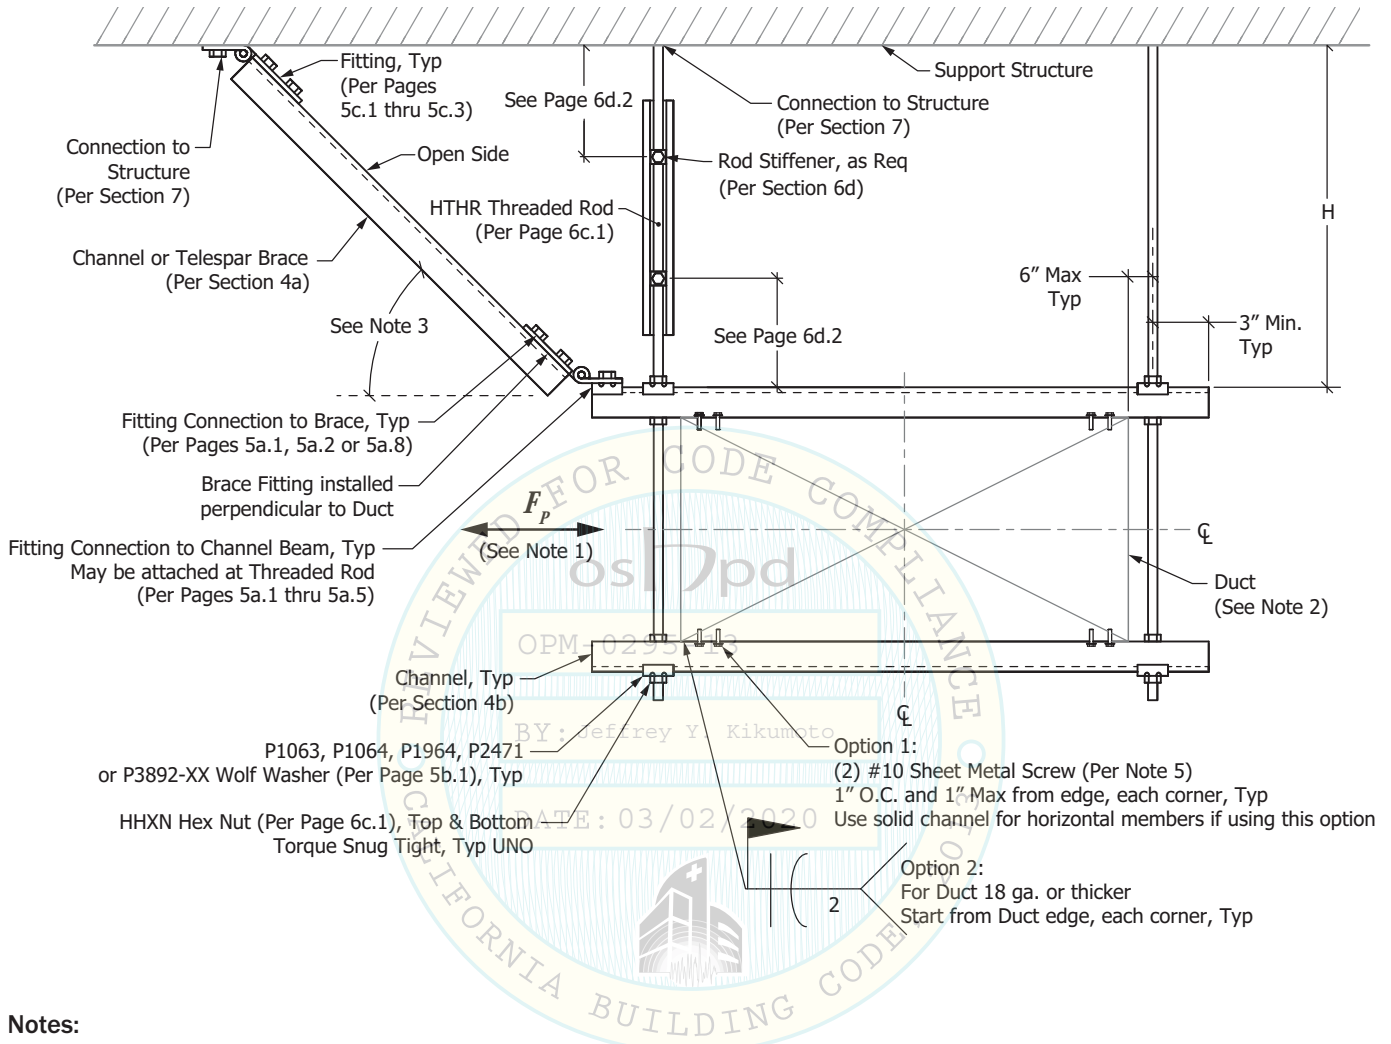 Fitting, Typ
(Per Pages
5c.1 thru 5c.3)
See Page 6d.2
Support Structure
Connection to Structure
(Per Section 7)
Connection to
Structure
(Per Section 7)
Open Side
Rod Stiffener, as Req
(Per Section 6d)
HTHR Threaded Rod
(Per Page 6c.1)
H
Channel or Telespar Brace
(Per Section 4a)
6” Max
Typ
See Note 3
See Page 6d.2
3” Min.
Typ
Fitting Connection to Brace, Typ
(Per Pages 5a.1, 5a.2 or 5a.8)
Brace Fitting installed
perpendicular to Duct
Fp
(See Note 1)
℄
Fitting Connection to Channel Beam, Typ
May be attached at Threaded Rod
(Per Pages 5a.1 thru 5a.5)
Duct
(See Note 2)
REVIEWED FOR CODE COMPLIANCE
oshpd
OPM-0295-13
Channel, Typ
(Per Section 4b)
℄
BY: Jeffrey Y. Kikumoto
P1063, P1064, P1964, P2471
or P3892-XX Wolf Washer (Per Page 5b.1), Typ
Option 1:
(2) #10 Sheet Metal Screw (Per Note 5)
1” O.C. and 1” Max from edge, each corner, Typ
Use solid channel for horizontal members if using this option
DATE: 03/02/2020
HHXN Hex Nut (Per Page 6c.1), Top & Bottom
Torque Snug Tight, Typ UNO
2
Option 2:
For Duct 18 ga. or thicker
Start from Duct edge, each corner, Typ
CALIFORNIA BUILDING CODE, 2013
Notes: